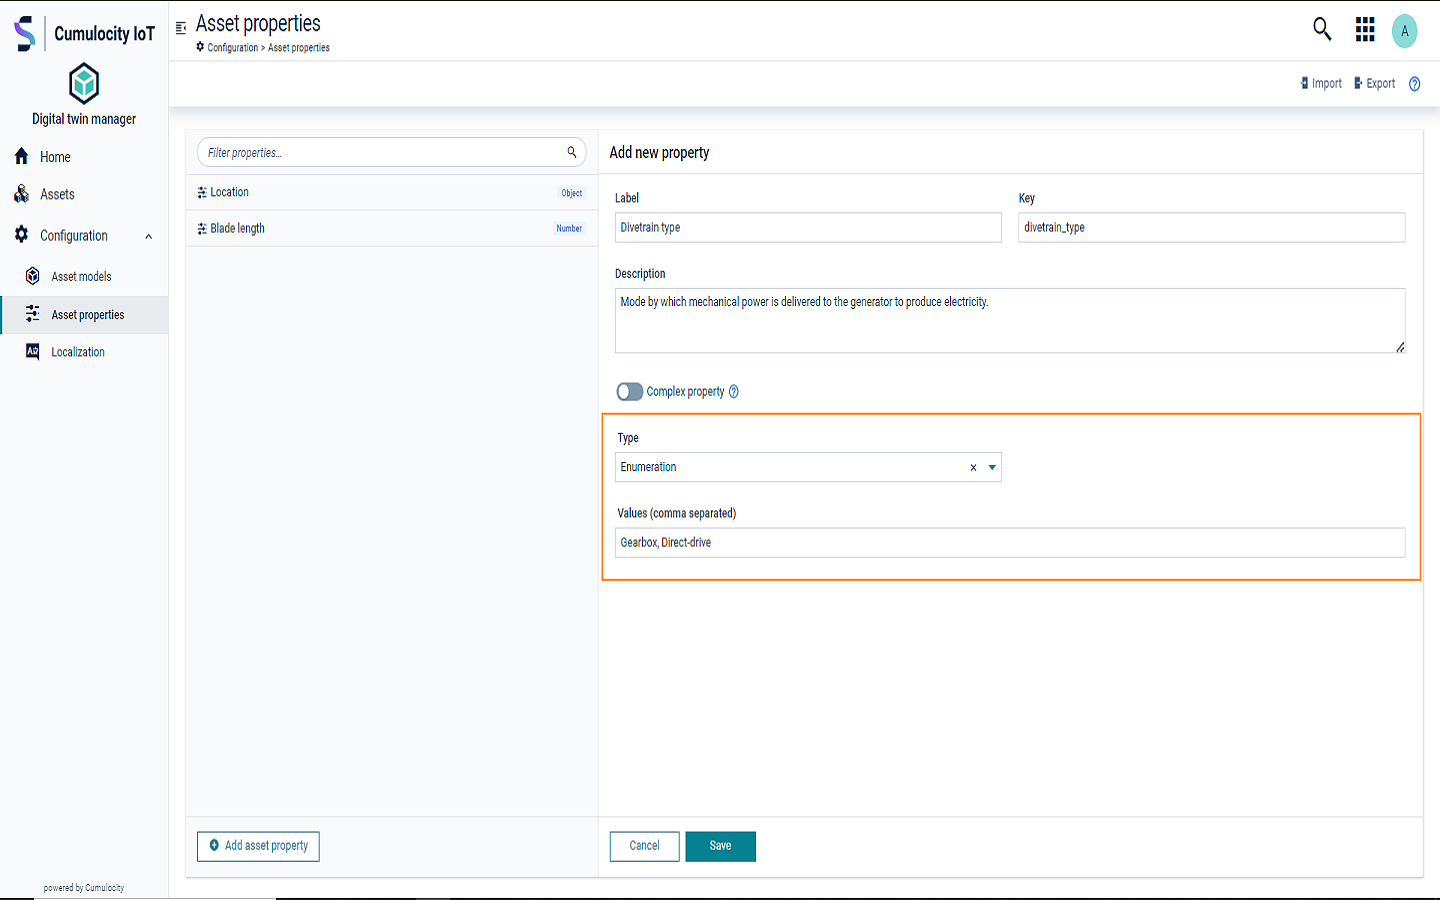 Cumulocity IoT
Digital twin manager
Home
Assets
Configuration
Asset models
Asset properties
Localization
powered by Cumulocity
Asset properties
Configuration > Asset properties
A
Import
Export
Filter properties...
Location Object
Blade length Number
Add asset property
Add new property
Label
Divetrain type
Key
divetrain_type
Description
Mode by which mechanical power is delivered to the generator to produce electricity.
Complex property
Type
Enumeration
Values (comma separated)
Gearbox, Direct-drive
Cancel
Save